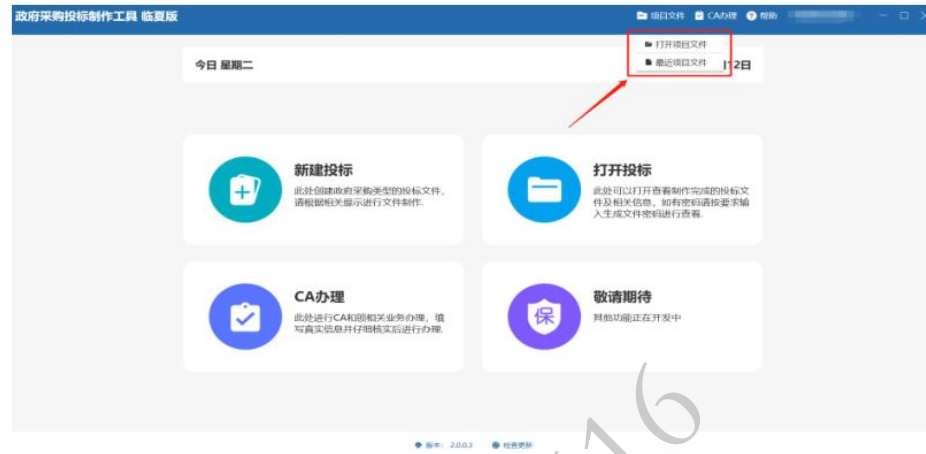 政府采购投标制作工具 临夏版
项目文件 CA办理 帮助
打开项目文件
最近项目文件
今日 星期二
12日
新建投标
此处创建政府采购类型的投标文件,
请根据相关提示进行文件制作.
打开投标
此处可以打开查看制作完成的投标文
件及相关信息, 如有密码请按要求输
入生成文件密码进行查看.
CA办理
此处进行CA和颐相关业务办理, 填
写真实信息并仔细核实后进行办理.
保
敬请期待
其他功能正在开发中
版本: 2.0.0.3 检查更新
16